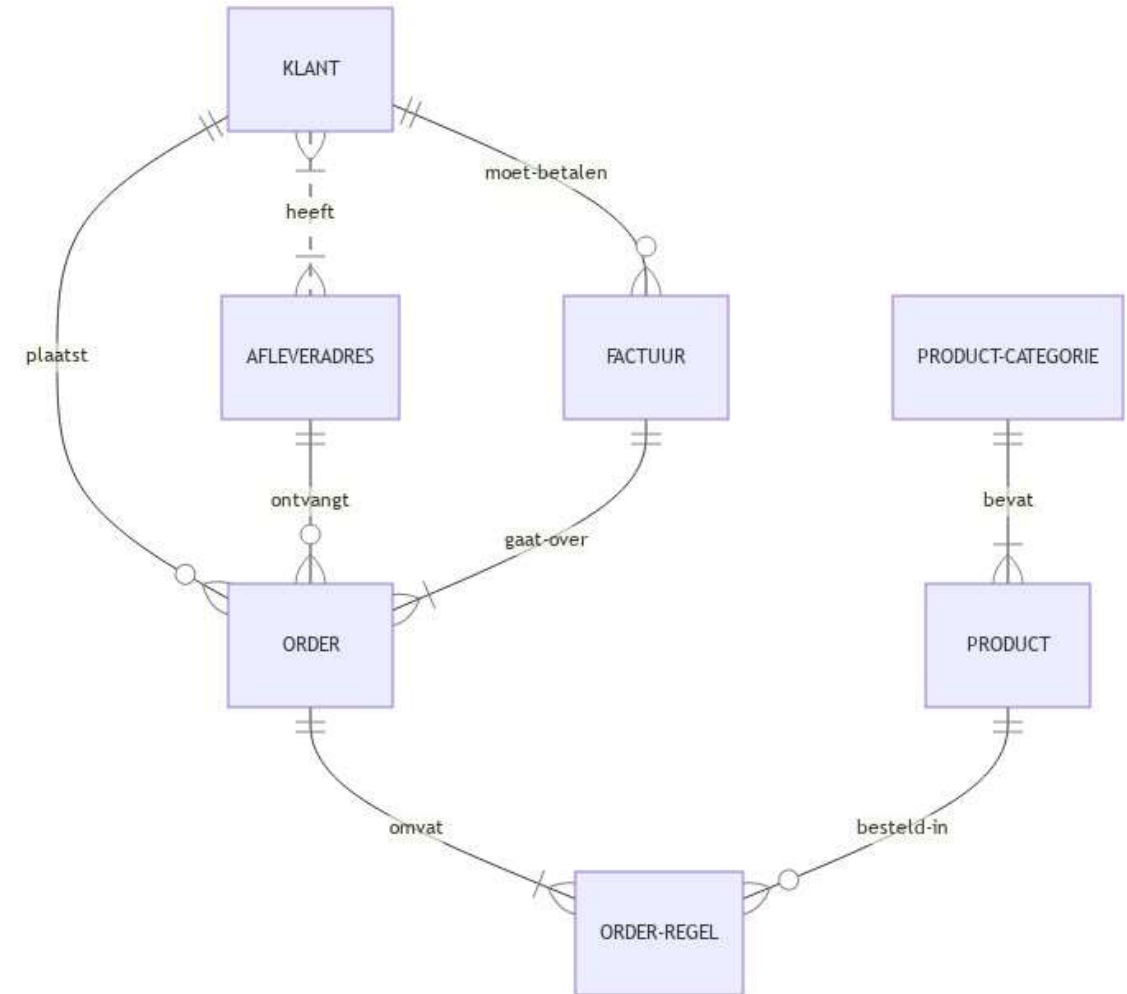 KLANT
moet-betalen
heeft
plaatst
AFLEVERADRES
FACTUUR
PRODUCT-CATEGORIE
ontvangt
bevat
gaat-over
ORDER
PRODUCT
omvat
besteld-in
ORDER-REGEL